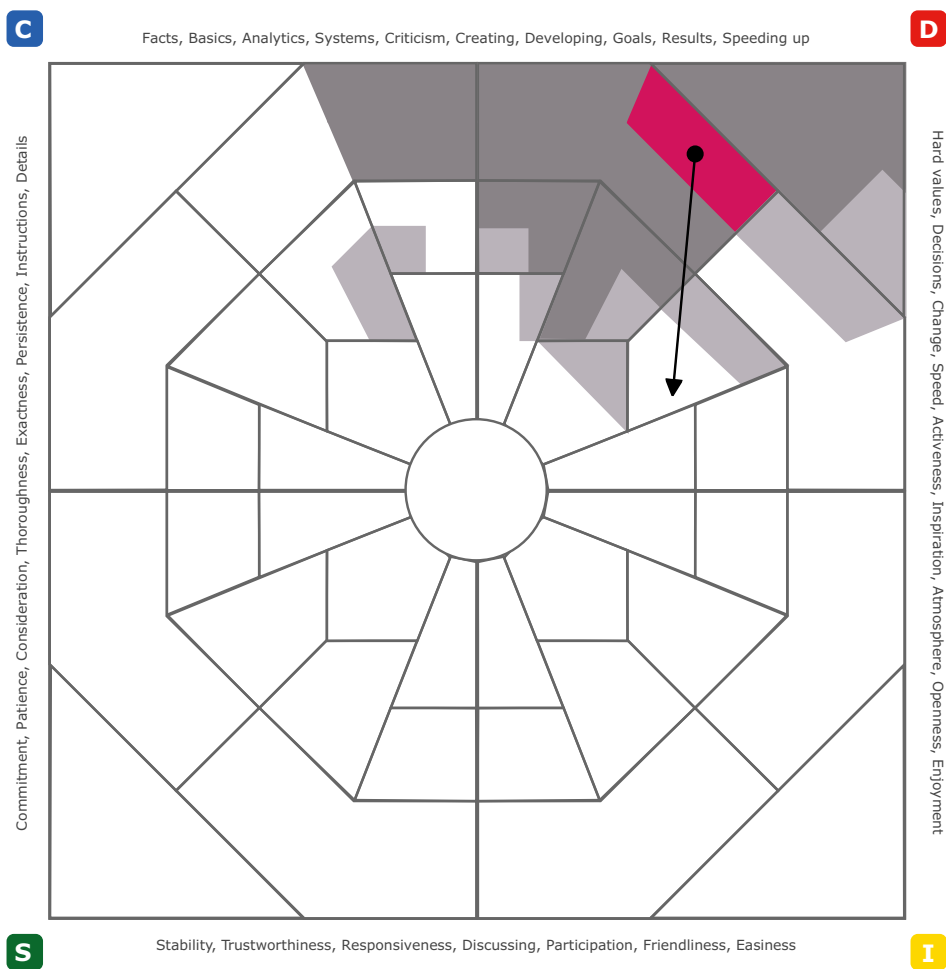 C
D
Facts, Basics, Analytics, Systems, Criticism, Creating, Developing, Goals, Results, Speeding up
Commitment, Patience, Consideration, Thoroughness, Exactness, Persistence, Instructions, Details
Hard values, Decisions, Change, Speed, Activeness, Inspiration, Atmosphere, Openness, Enjoyment
S
Stability, Trustworthiness, Responsiveness, Discussing, Participation, Friendliness, Easiness
I